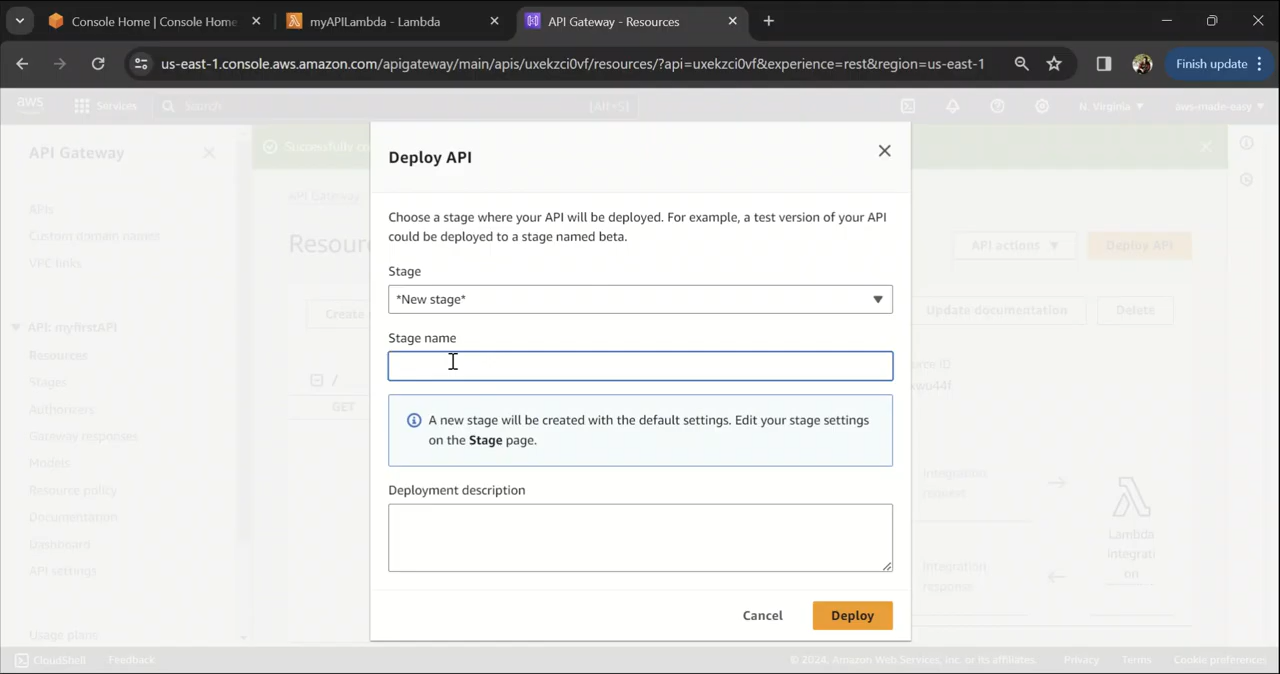 Console Home | Console Home
myAPILambda - Lambda
API Gateway - Resources
us-east-1.console.aws.amazon.com/apigateway/main/apis/uxekzci0vf/resources/?api=uxekzci0vf&experience=rest&region=us-east-1
Finish update
aws
Services
Search
[Alt+S]
N. Virginia
aws-made-easy
API Gateway
Successfully
APIs
Custom domain names
VPC links
API: myfirstAPI
Resources
Stages
Authorizers
Gateway responses
Models
Resource policy
Documentation
Dashboard
API settings
Usage plans
API Gateway
API actions
Deploy API
Create
Update documentation
Delete
/
GET
Deploy API
Choose a stage where your API will be deployed. For example, a test version of your API
could be deployed to a stage named beta.
Stage
*New stage*
Stage name
A new stage will be created with the default settings. Edit your stage settings
on the Stage page.
Deployment description
Cancel
Deploy
Integration
request
Integration
response
Lambda
integrati
on
CloudShell
Feedback
© 2024, Amazon Web Services, Inc. or its affiliates.
Privacy
Terms
Cookie preferences